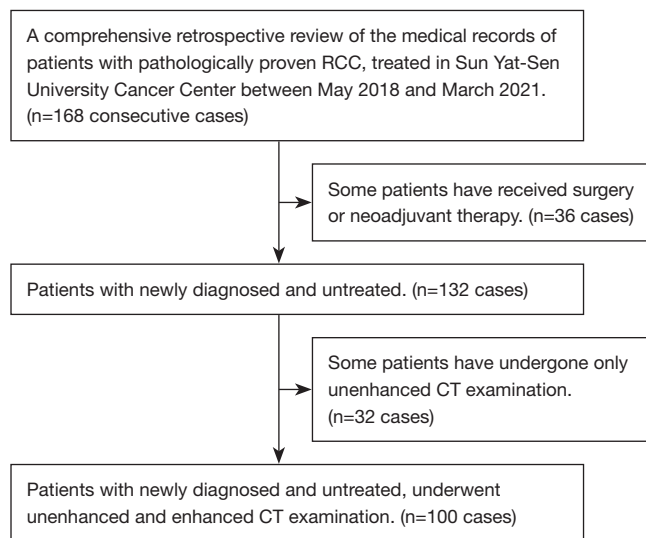 A comprehensive retrospective review of the medical records of
patients with pathologically proven RCC, treated in Sun Yat-Sen
University Cancer Center between May 2018 and March 2021.
(n=168 consecutive cases)
Some patients have received surgery
or neoadjuvant therapy. (n=36 cases)
Patients with newly diagnosed and untreated. (n=132 cases)
Some patients have undergone only
unenhanced CT examination.
(n=32 cases)
Patients with newly diagnosed and untreated, underwent
unenhanced and enhanced CT examination. (n=100 cases)